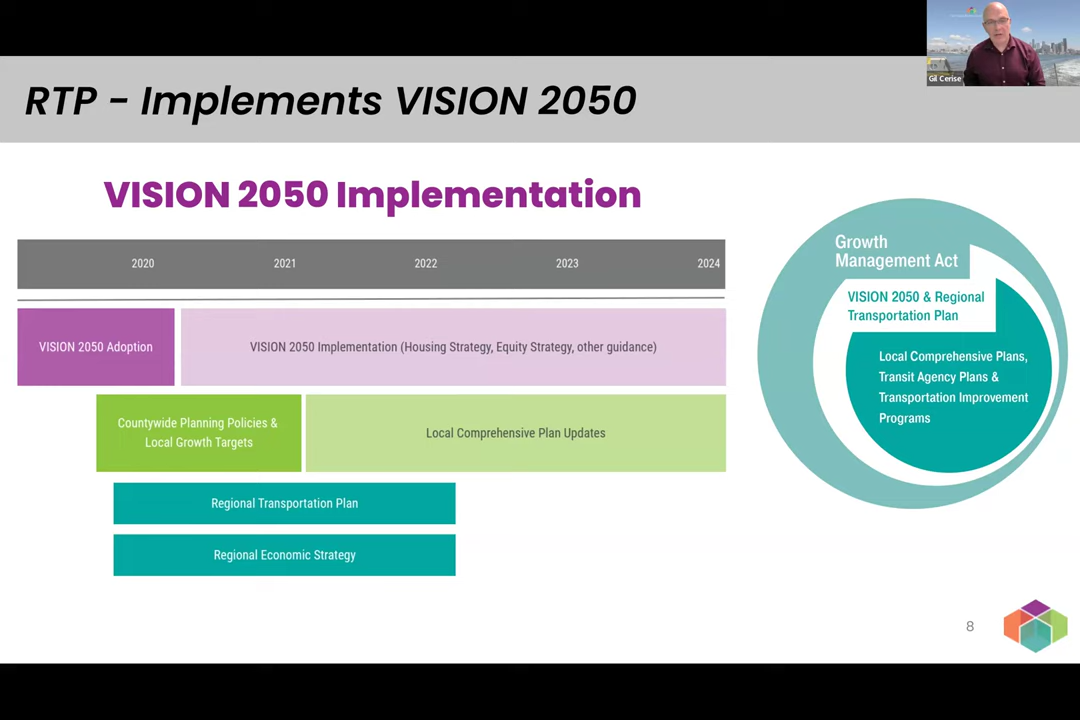 Gil Cerise
RTP - Implements VISION 2050
VISION 2050 Implementation
2020 2021 2022 2023 2024
VISION 2050 Adoption
VISION 2050 Implementation (Housing Strategy, Equity Strategy, other guidance)
Countywide Planning Policies &
Local Growth Targets
Local Comprehensive Plan Updates
Regional Transportation Plan
Regional Economic Strategy
Growth
Management Act
VISION 2050 & Regional
Transportation Plan
Local Comprehensive Plans,
Transit Agency Plans &
Transportation Improvement
Programs
8